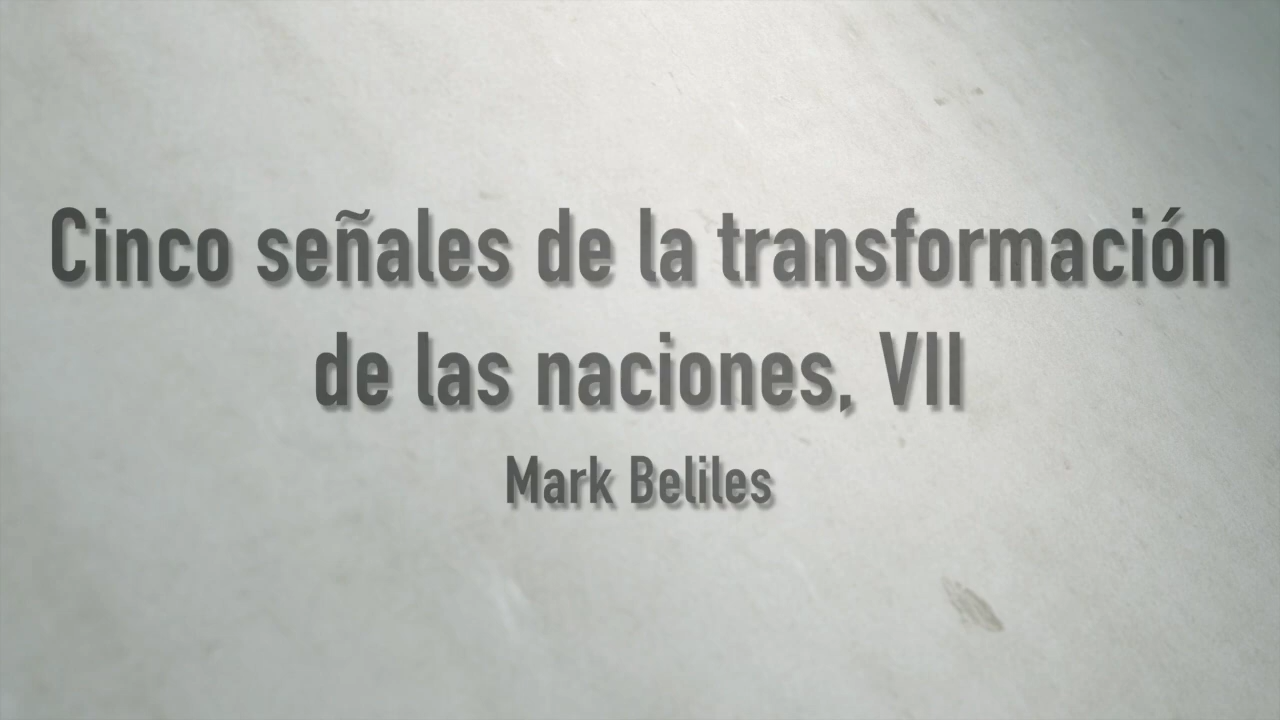 Cinco señales de la transformación
de las naciones, VII
Mark Beliles